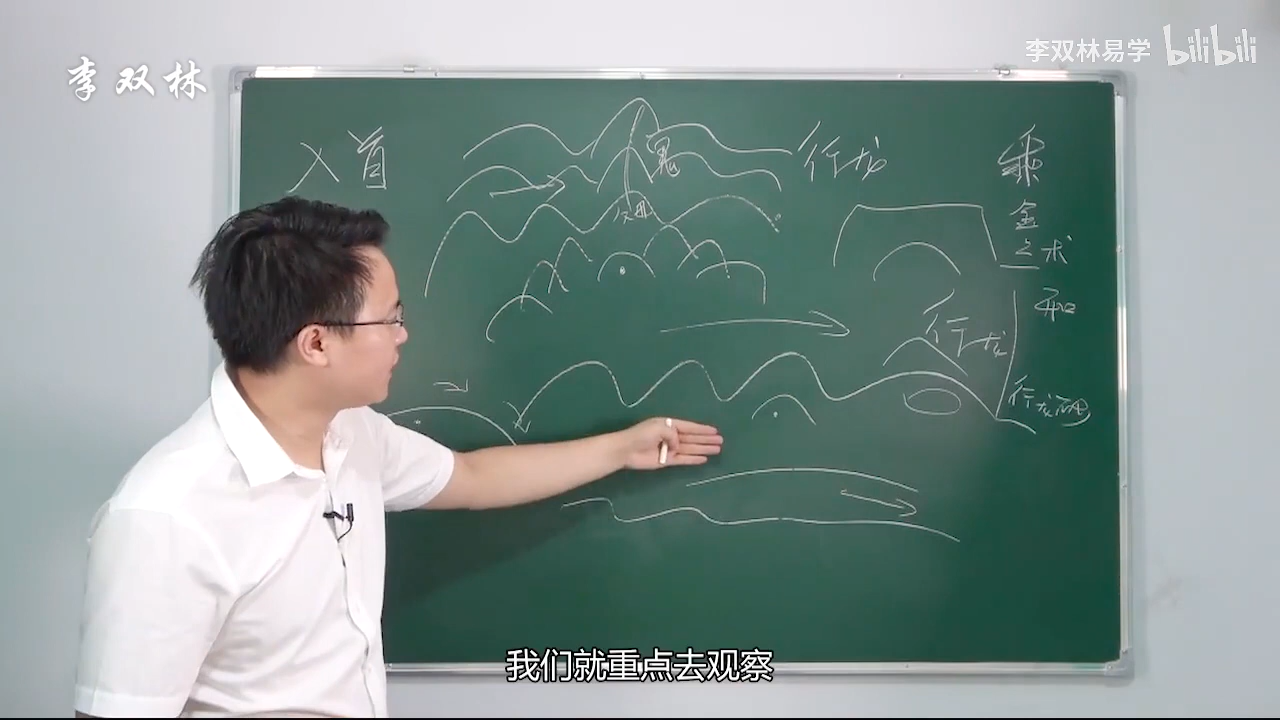 李双林
李双林易学 bilibili
入首
鬼
行龙
乘
金
之术
行龙
行龙
我们就重点去观察